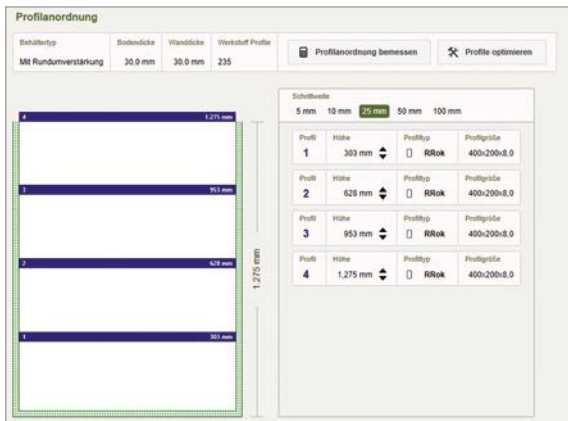 Profilanordnung
Behältertyp Bodendicke Wanddicke Werkstoff Profile
Mit Rundumverstärkung 30.0 mm 30.0 mm 235
Profilanordnung bemessen
Profile optimieren
4 1.275 mm
3 953 mm
2 628 mm
1 303 mm
1.275 mm
Schrittweite
5 mm 10 mm 25 mm 50 mm 100 mm
Profil Höhe Profiltyp Profilgröße
1 303 mm RRok 400x200x8,0
Profil Höhe Profiltyp Profilgröße
2 628 mm RRok 400x200x8,0
Profil Höhe Profiltyp Profilgröße
3 953 mm RRok 400x200x8,0
Profil Höhe Profiltyp Profilgröße
4 1,275 mm RRok 400x200x8,0